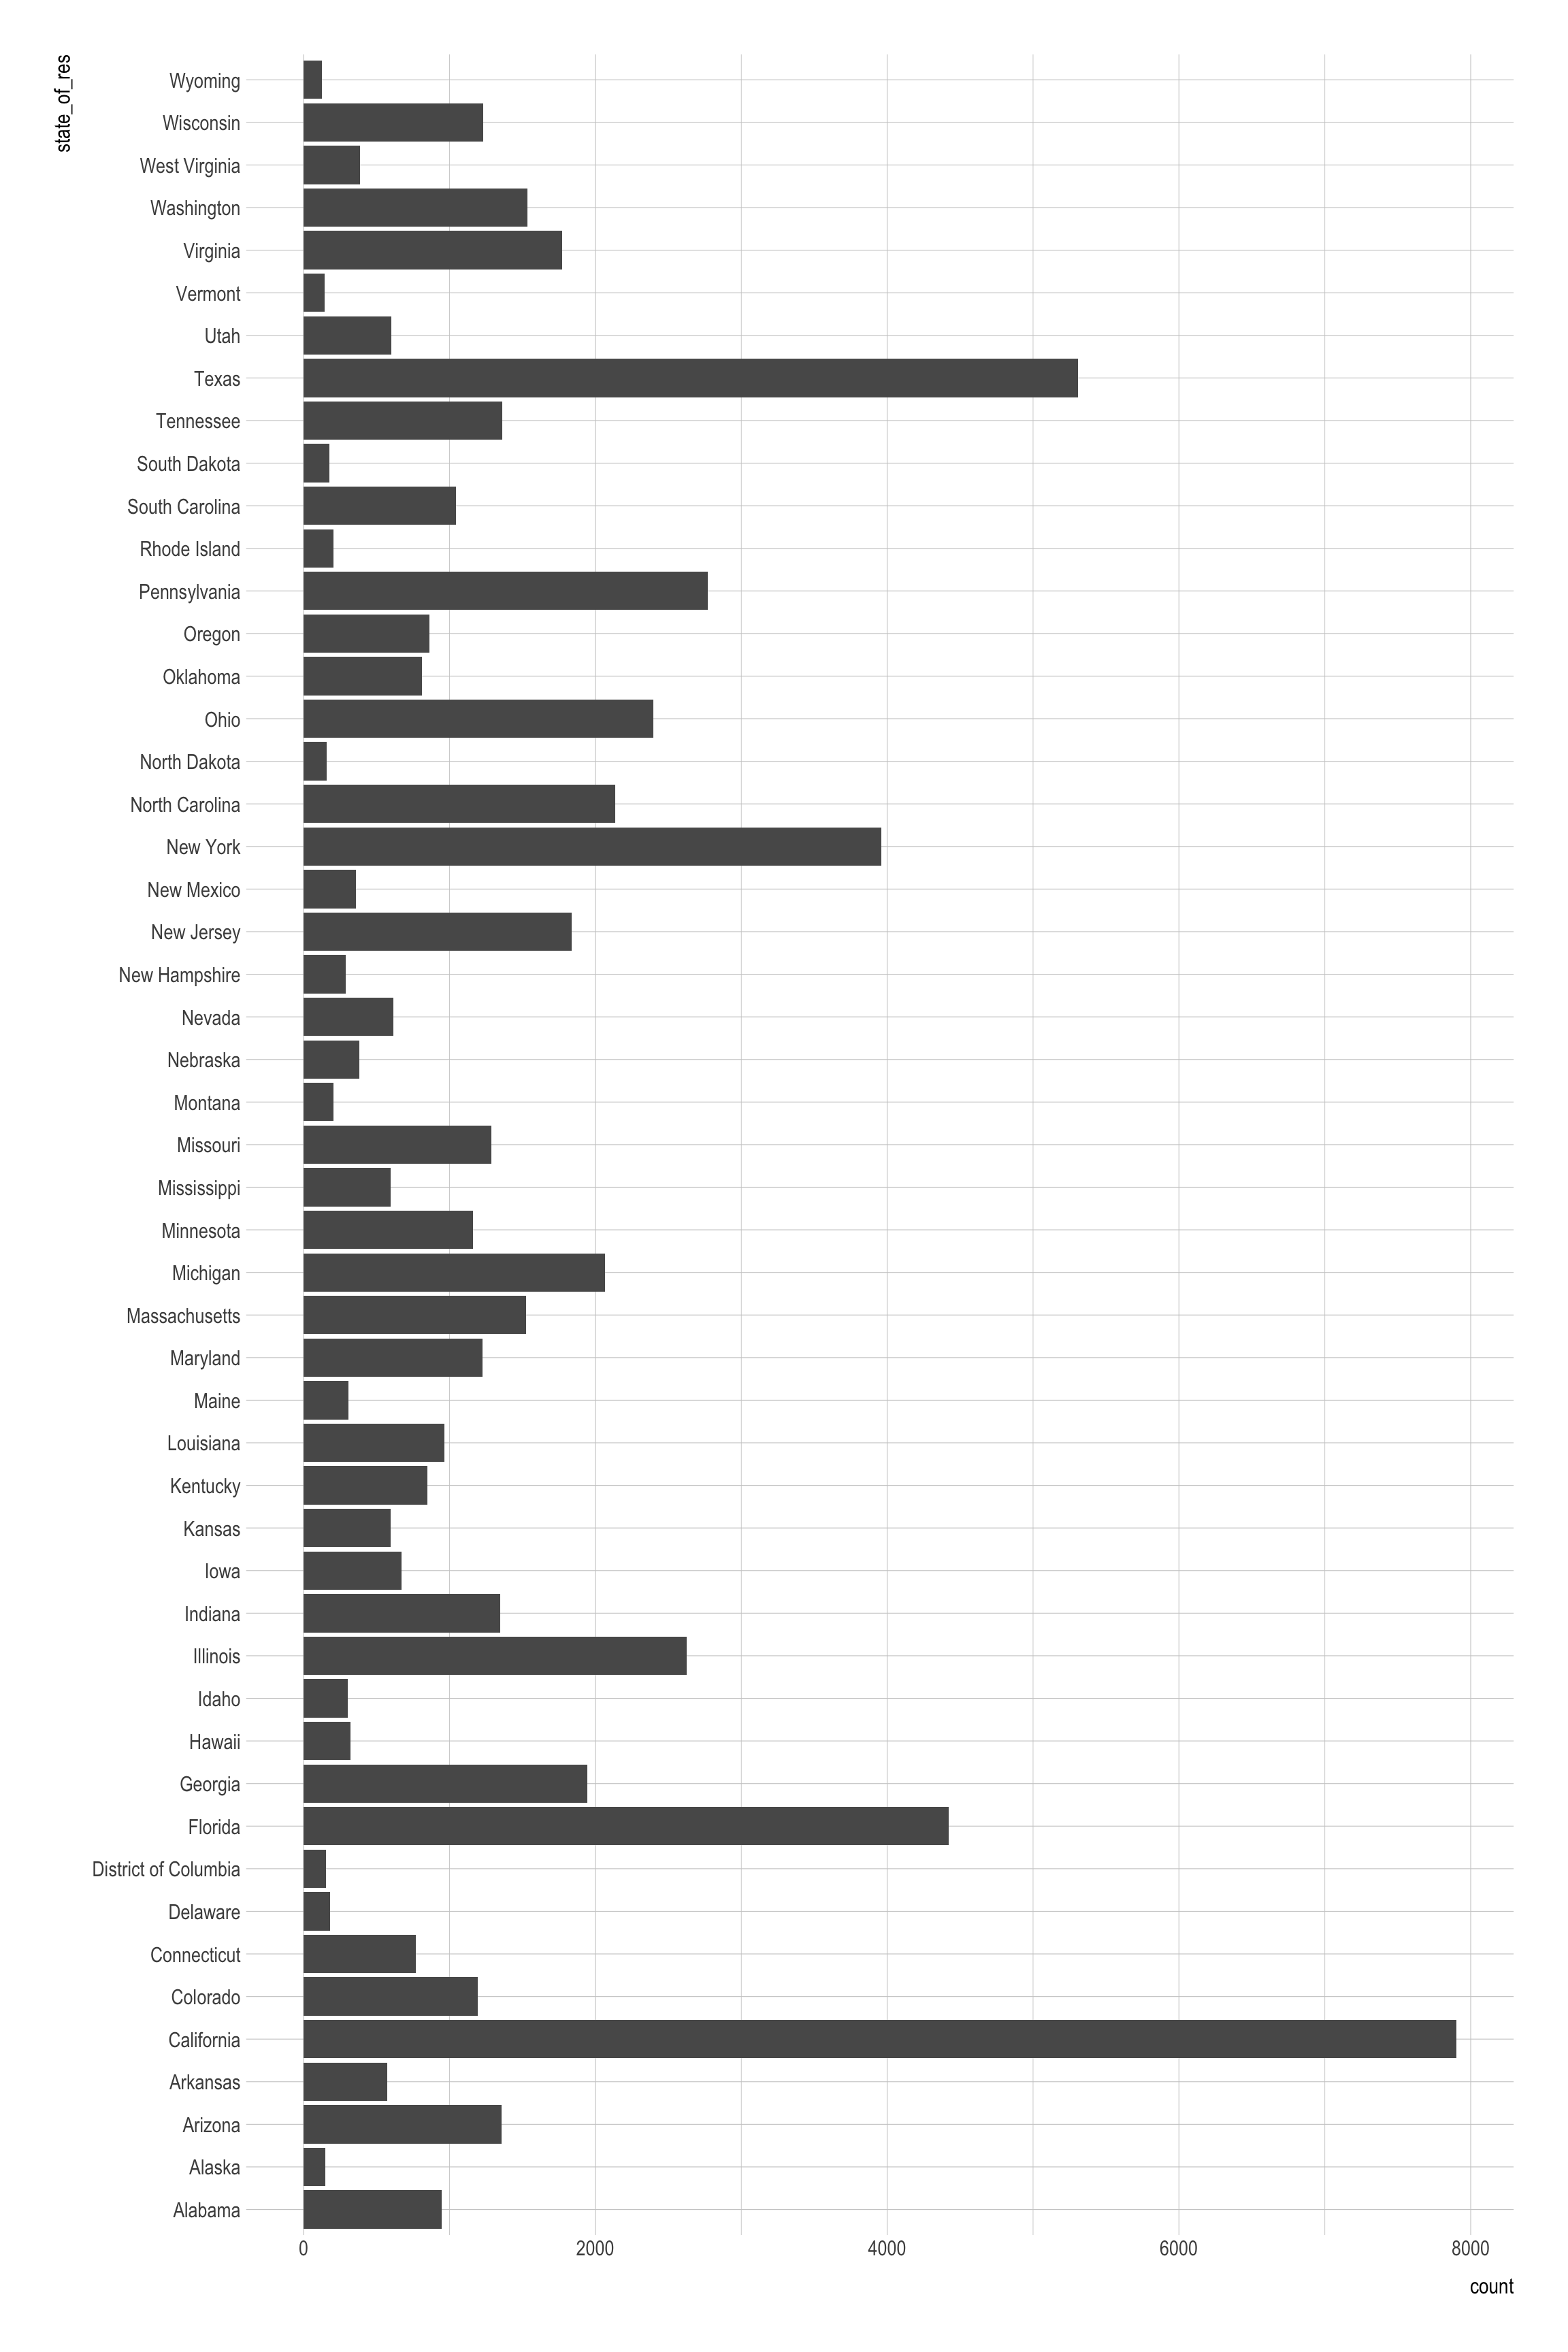 state_of_res
Wyoming
Wisconsin
West Virginia
Washington
Virginia
Vermont
Utah
Texas
Tennessee
South Dakota
South Carolina
Rhode Island
Pennsylvania
Oregon
Oklahoma
Ohio
North Dakota
North Carolina
New York
New Mexico
New Jersey
New Hampshire
Nevada
Nebraska
Montana
Missouri
Mississippi
Minnesota
Michigan
Massachusetts
Maryland
Maine
Louisiana
Kentucky
Kansas
Iowa
Indiana
Illinois
Idaho
Hawaii
Georgia
Florida
District of Columbia
Delaware
Connecticut
Colorado
California
Arkansas
Arizona
Alaska
Alabama
0 2000 4000 6000 8000
count